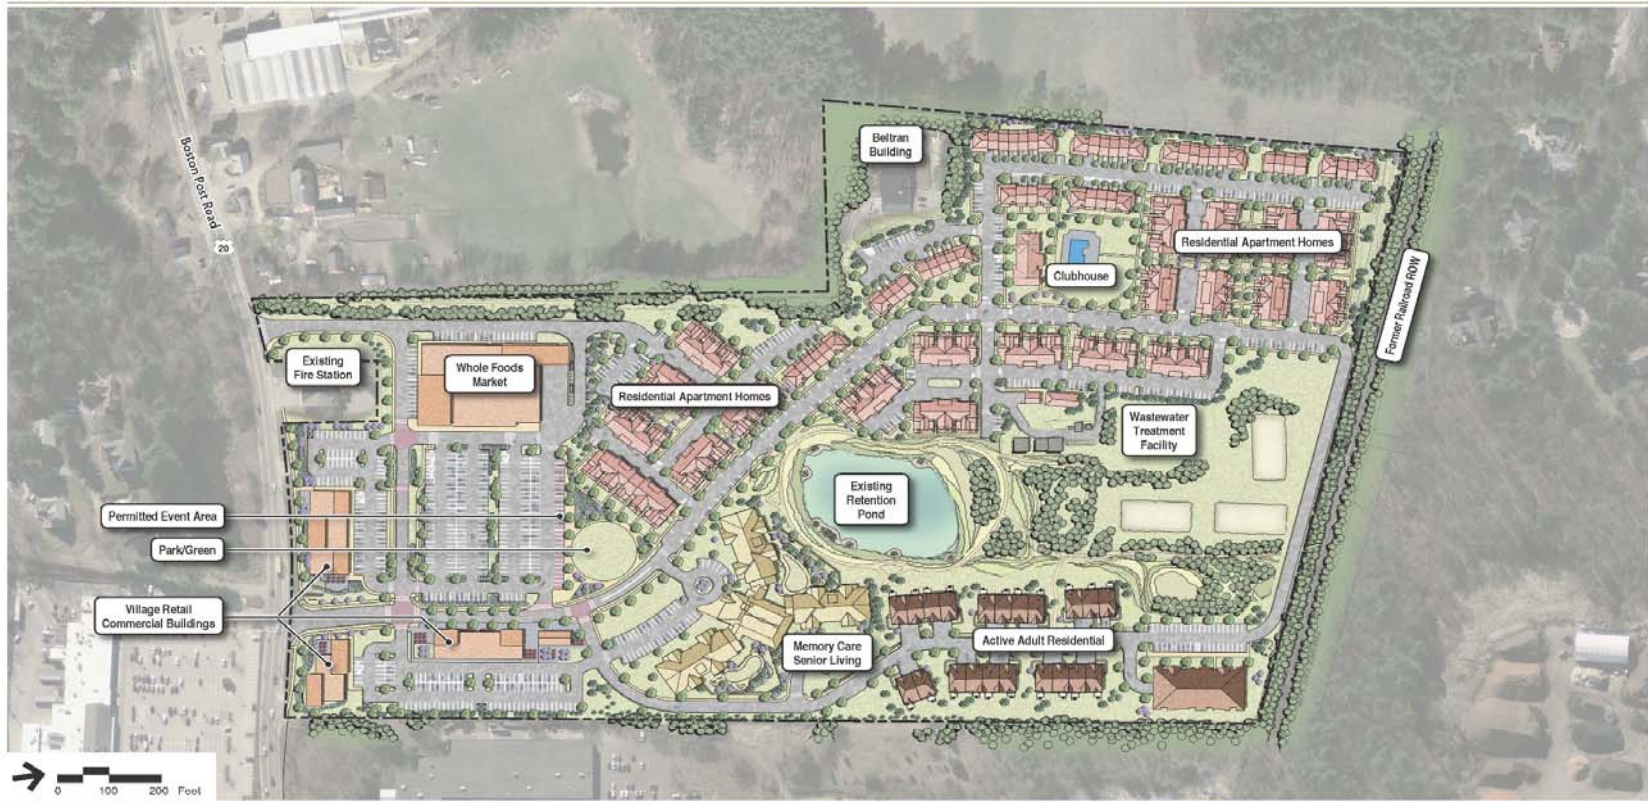 Beltran
Building
Boston Post Road
20
Residential Apartment Homes
Clubhouse
Former Railroad ROW
Existing
Fire Station
Whole Foods
Market
Residential Apartment Homes
Wastewater
Treatment
Facility
Existing
Retention
Pond
Permitted Event Area
Park/Green
Village Retail
Commercial Buildings
Memory Care
Senior Living
Active Adult Residential
0 100 200 Feet